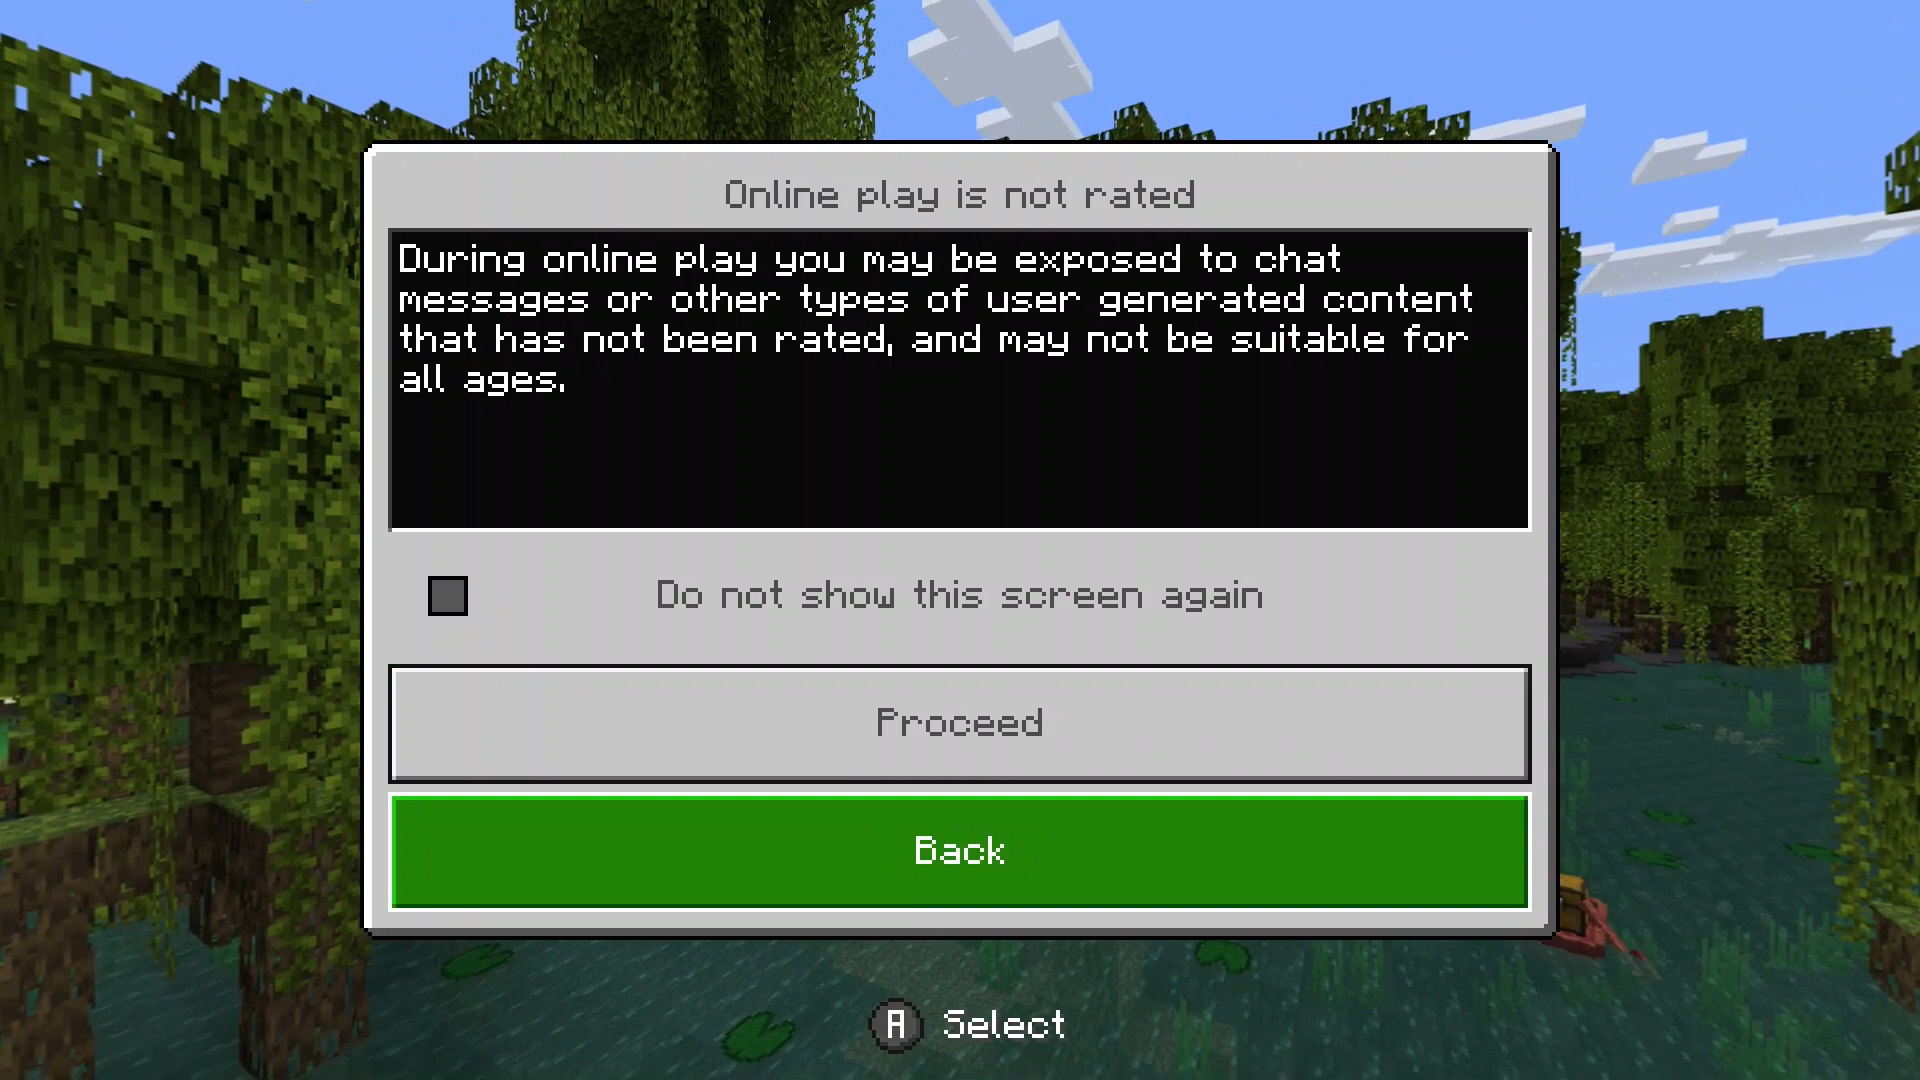 Online play is not rated
During online play you may be exposed to chat
messages or other types of user generated content
that has not been rated, and may not be suitable for
all ages.
Do not show this screen again
Proceed
Back
A Select